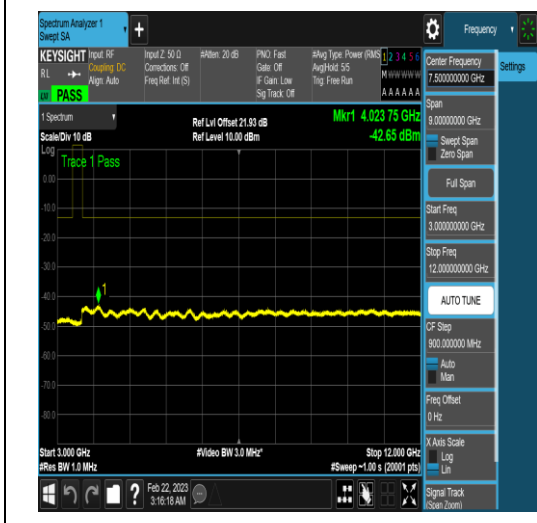 Spectrum Analyzer 1
Swept SA
Frequency
KEYSIGHT
RL
Input: RF
Coupling: DC
Align: Auto
Input Z: 50 Ω
Corrections: Off
Freq Ref: Int (S)
#Atten: 20 dB
PNO: Fast
Gate: Off
IF Gain: Low
Sig Track: Off
#Avg Type: Power (RMS
Avg|Hold: 5/5
Trig: Free Run
1 2 3 4 5 6
M W W W W W
A A A A A A
PASS
1 Spectrum
Scale/Div 10 dB
Ref Lvl Offset 21.93 dB
Ref Level 10.00 dBm
Mkr1 4.023 75 GHz
-42.65 dBm
Log
Trace 1 Pass
0.00
-10.0
-20.0
-30.0
-40.0
-50.0
-60.0
-70.0
-80.0
1
Start 3.000 GHz
#Res BW 1.0 MHz
#Video BW 3.0 MHz*
Stop 12.000 GHz
#Sweep ~1.00 s (20001 pts)
Feb 22, 2023
3:16:18 AM
Center Frequency
7.500000000 GHz
Settings
Span
9.00000000 GHz
Swept Span
Zero Span
Full Span
Start Freq
3.000000000 GHz
Stop Freq
12.000000000 GHz
AUTO TUNE
CF Step
900.000000 MHz
Auto
Man
Freq Offset
0 Hz
X Axis Scale
Log
Lin
Signal Track
(Span Zoom)